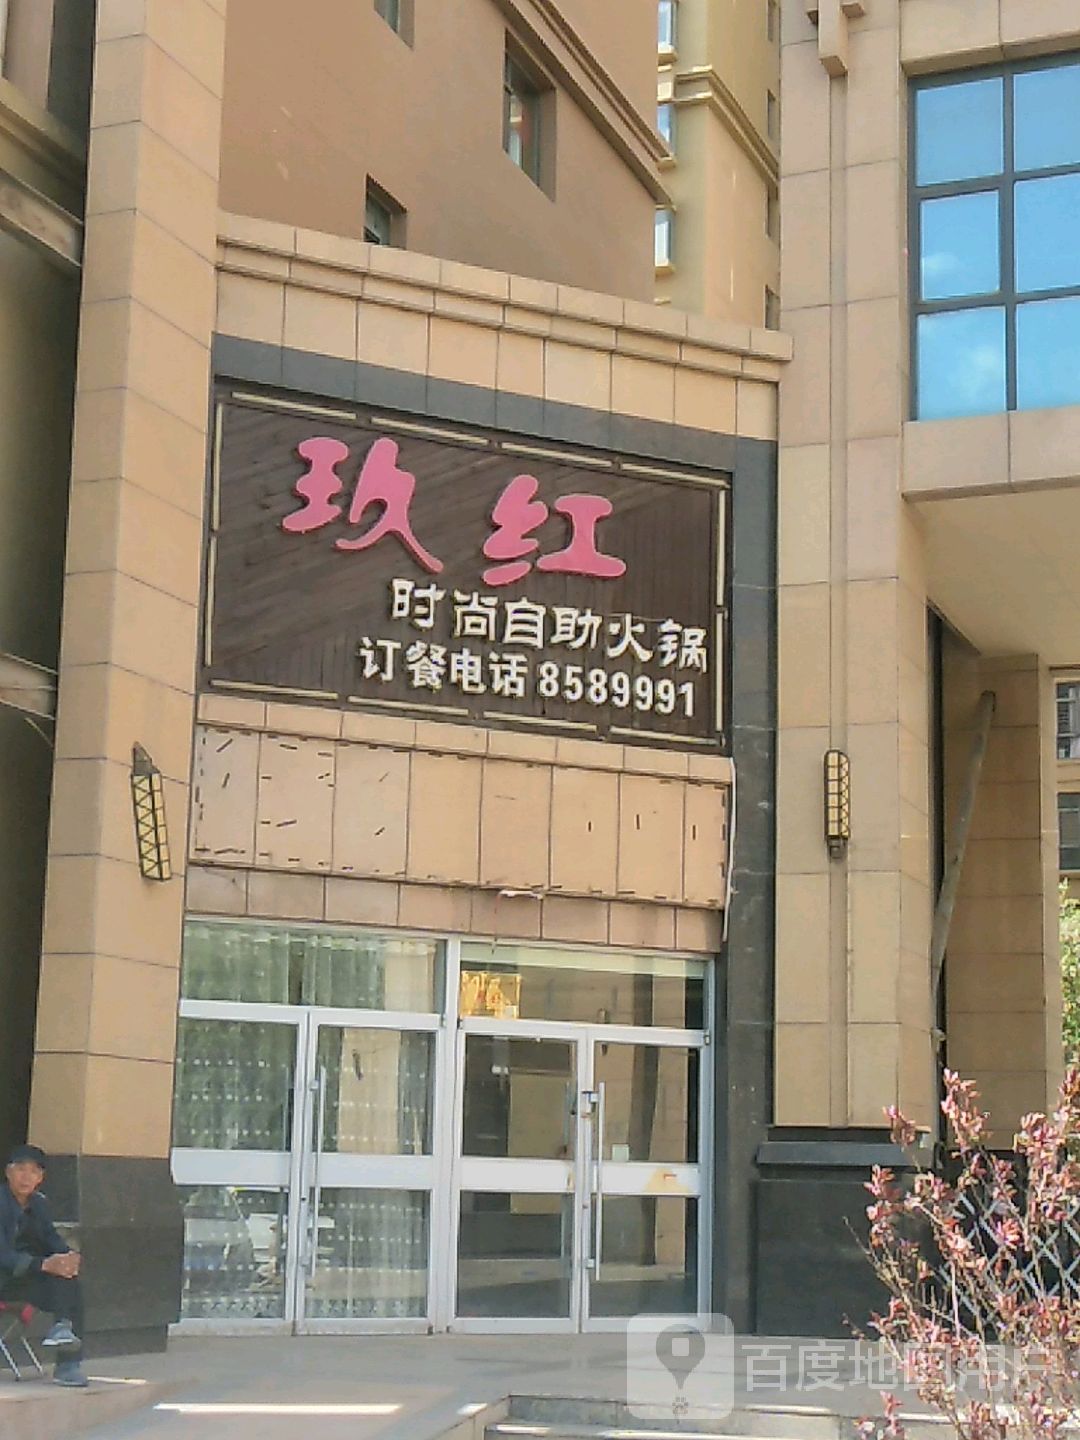 玖红
时尚自助火锅
订餐电话 8589991
百度地图用户